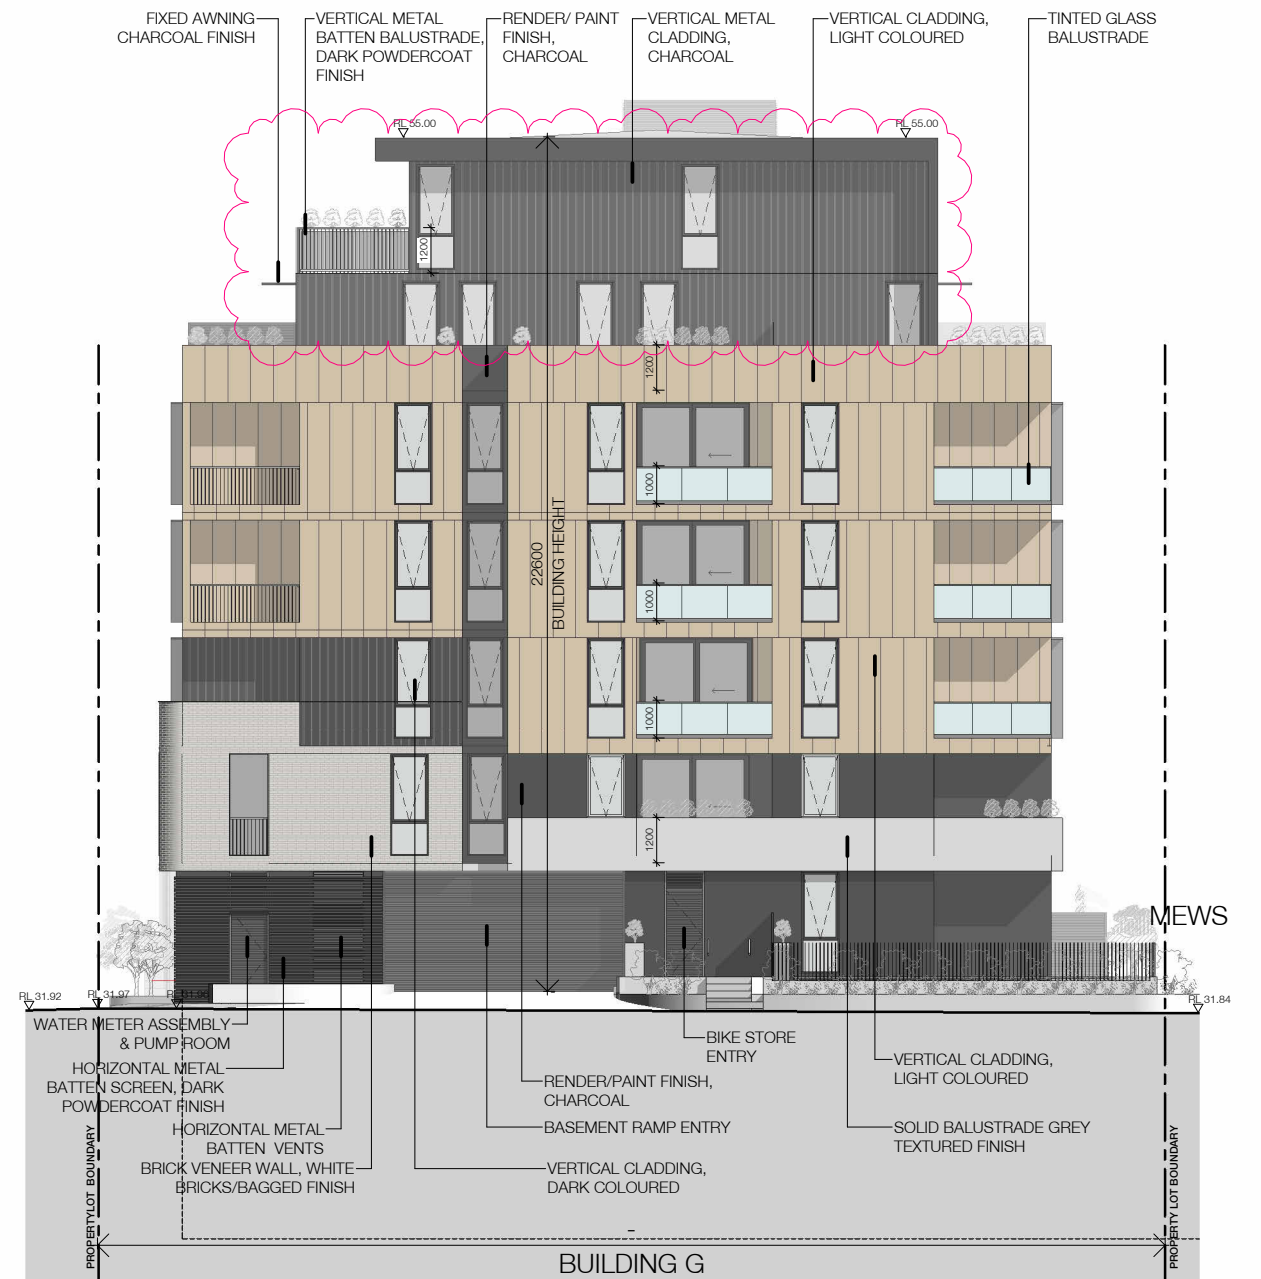 FIXED AWNING
CHARCOAL FINISH
VERTICAL METAL
BATTEN BALUSTRADE,
DARK POWDERCOAT
FINISH
RENDER/ PAINT
FINISH,
CHARCOAL
VERTICAL METAL
CLADDING,
CHARCOAL
VERTICAL CLADDING,
LIGHT COLOURED
TINTED GLASS
BALUSTRADE
RL 55.00
RL 55.00
1200
1200
1000
22600
BUILDING HEIGHT
1000
1000
1200
MEWS
RL 31.92
RL 31.97
RL 31.96
RL 31.84
WATER METER ASSEMBLY
& PUMP ROOM
HORIZONTAL METAL
BATTEN SCREEN, DARK
POWDERCOAT FINISH
HORIZONTAL METAL
BATTEN VENTS
BRICK VENEER WALL, WHITE
BRICKS/BAGGED FINISH
BIKE STORE
ENTRY
RENDER/PAINT FINISH,
CHARCOAL
BASEMENT RAMP ENTRY
VERTICAL CLADDING,
DARK COLOURED
VERTICAL CLADDING,
LIGHT COLOURED
SOLID BALUSTRADE GREY
TEXTURED FINISH
PROPERTYLOT BOUNDARY
PROPERTY LOT BOUNDARY
BUILDING G